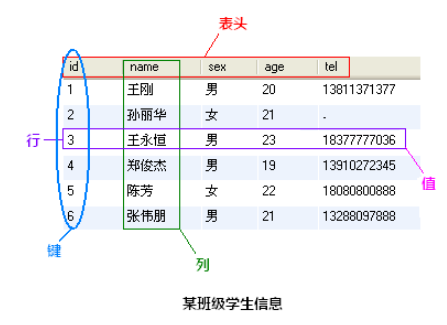 表头
id name sex age tel
1 王刚 男 20 13811371377
2 孙丽华 女 21 -
行 3 王永恒 男 23 18377777036
4 郑俊杰 男 19 13910272345
值
5 陈芳 女 22 18080800888
6 张伟朋 男 21 13288097888
键
列
某班级学生信息